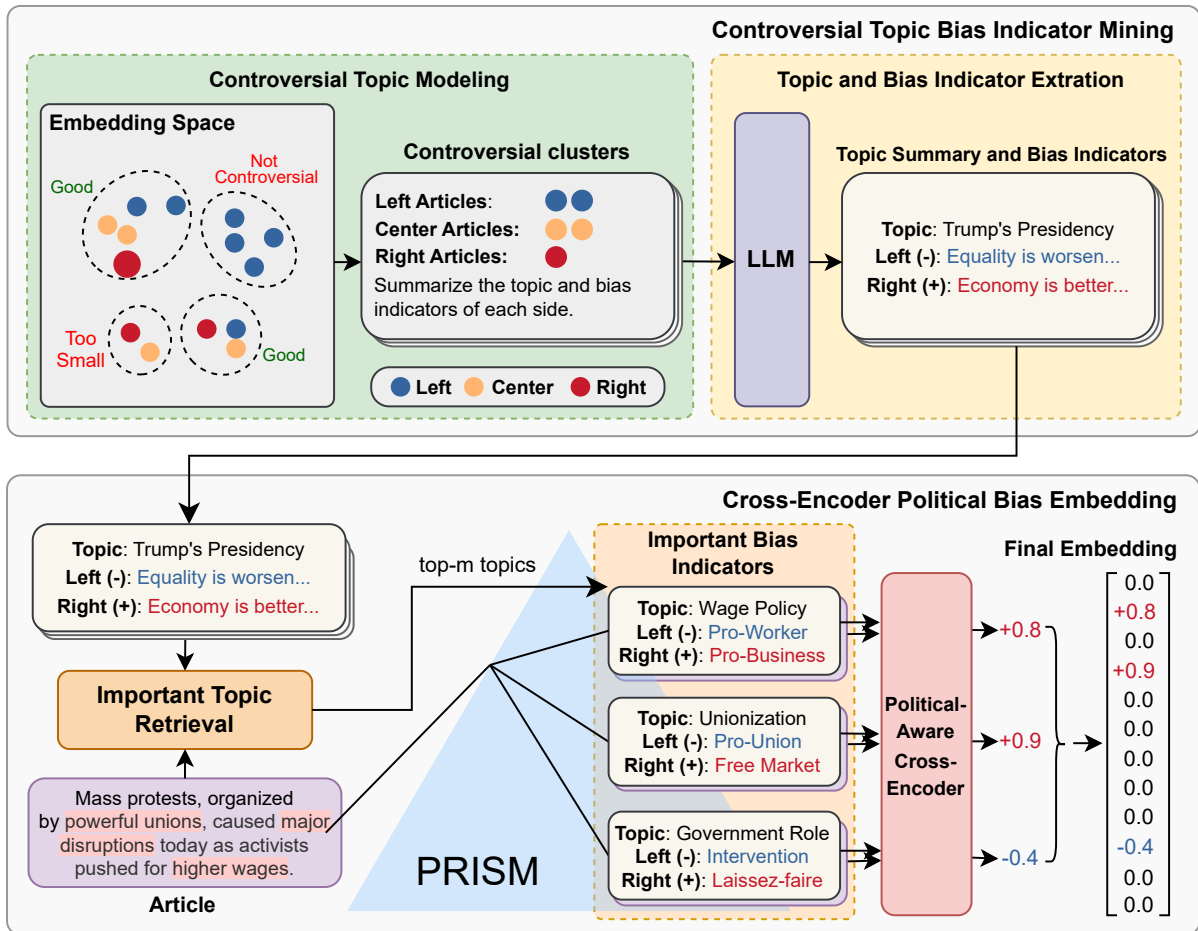 Controversial Topic Bias Indicator Mining
Controversial Topic Modeling
Embedding Space
Good
Not
Controversial
Too
Small
Good
Controversial clusters
Left Articles:
Center Articles:
Right Articles:
Summarize the topic and bias
indicators of each side.
Left
Center
Right
Topic and Bias Indicator Extration
LLM
Topic Summary and Bias Indicators
Topic: Trump's Presidency
Left (-): Equality is worsen...
Right (+): Economy is better...
Cross-Encoder Political Bias Embedding
Topic: Trump's Presidency
Left (-): Equality is worsen...
Right (+): Economy is better...
Important Topic
Retrieval
Mass protests, organized
by powerful unions, caused major
disruptions today as activists
pushed for higher wages.
Article
top-m topics
PRISM
Important Bias
Indicators
Topic: Wage Policy
Left (-): Pro-Worker
Right (+): Pro-Business
Topic: Unionization
Left (-): Pro-Union
Right (+): Free Market
Topic: Government Role
Left (-): Intervention
Right (+): Laissez-faire
Political-
Aware
Cross-
Encoder
+0.8
+0.9
-0.4
Final Embedding
0.0
+0.8
0.0
+0.9
0.0
0.0
0.0
0.0
0.0
-0.4
0.0
0.0